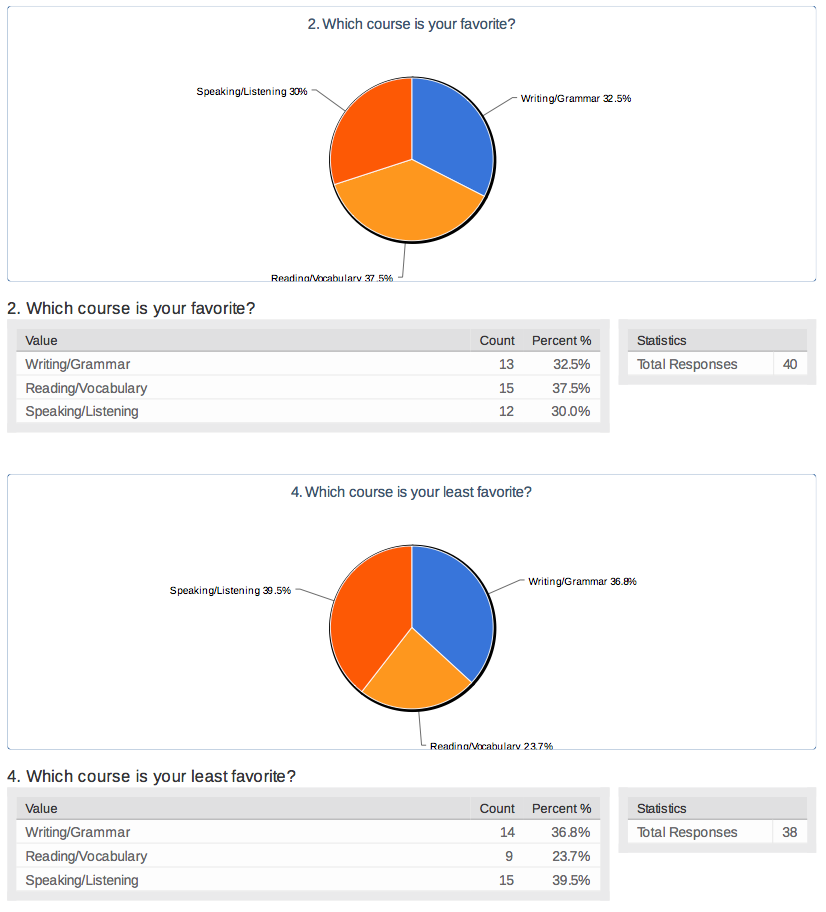 2. Which course is your favorite?
Speaking/Listening 30%
Writing/Grammar 32.5%
Reading/Vocabulary 37.5%
2. Which course is your favorite?
Value Count Percent %
Writing/Grammar 13 32.5%
Reading/Vocabulary 15 37.5%
Speaking/Listening 12 30.0%
Statistics
Total Responses 40
4. Which course is your least favorite?
Writing/Grammar 36.8%
Speaking/Listening 39.5%
Reading/Vocabulary 23.7%
4. Which course is your least favorite?
Value Count Percent %
Writing/Grammar 14 36.8%
Reading/Vocabulary 9 23.7%
Speaking/Listening 15 39.5%
Statistics
Total Responses 38